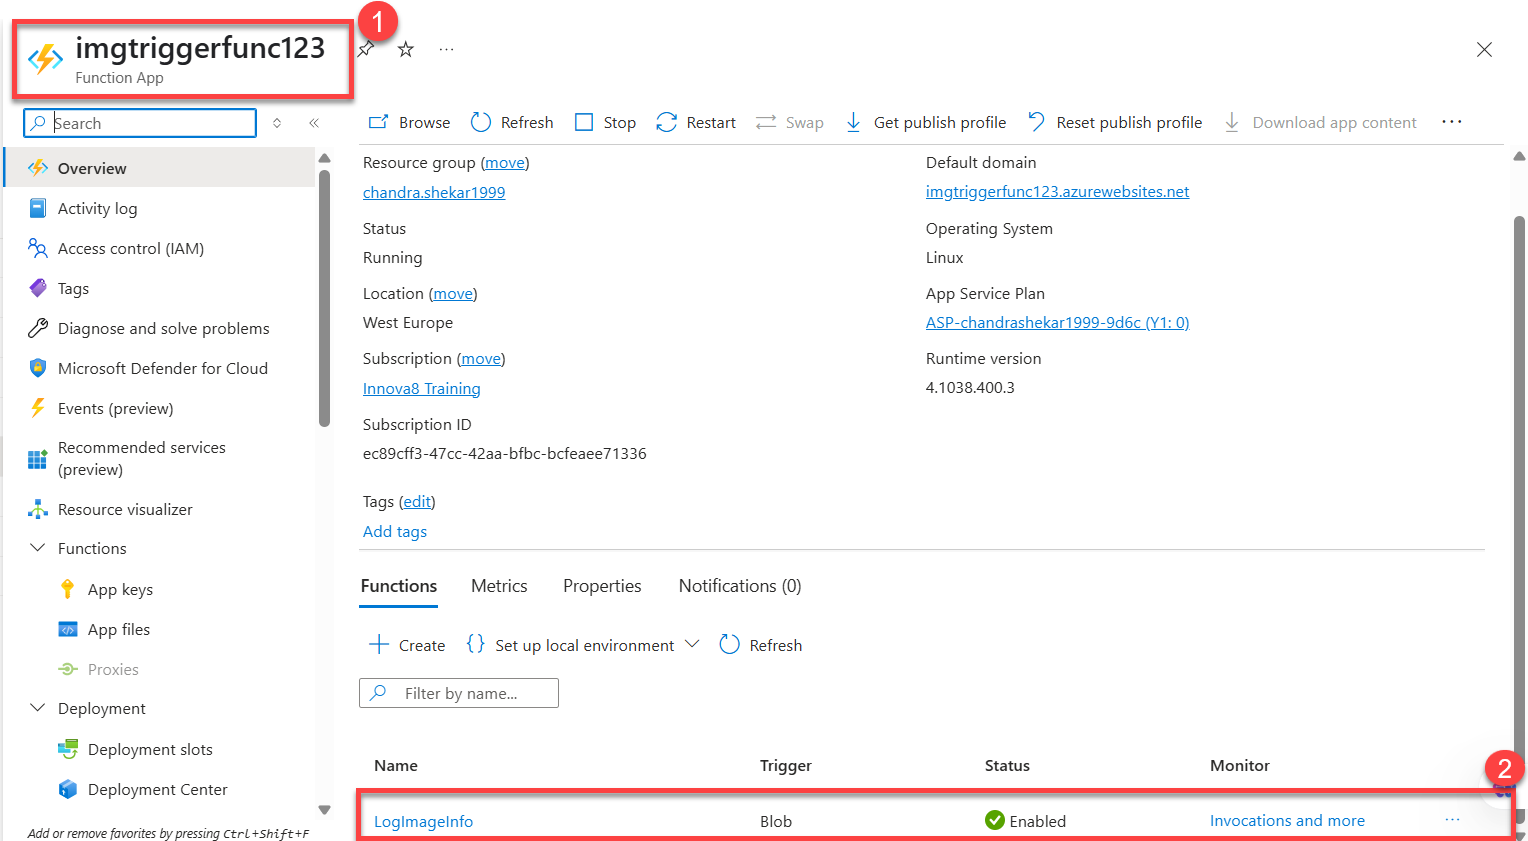 1
imgtriggerfunc123
Function App
Search
Browse
Refresh
Stop
Restart
Swap
Get publish profile
Reset publish profile
Download app content
Overview
Activity log
Access control (IAM)
Tags
Diagnose and solve problems
Microsoft Defender for Cloud
Events (preview)
Recommended services
(preview)
Resource visualizer
Functions
App keys
App files
Proxies
Deployment
Deployment slots
Deployment Center
Add or remove favorites by pressing Ctrl+Shift+F
Resource group (move)
chandra.shekar1999
Status
Running
Location (move)
West Europe
Subscription (move)
Innova8 Training
Subscription ID
ec89cff3-47cc-42aa-bfbc-bcfeaee71336
Tags (edit)
Add tags
Default domain
imgtriggerfunc123.azurewebsites.net
Operating System
Linux
App Service Plan
ASP-chandrashekar1999-9d6c (Y1: 0)
Runtime version
4.1038.400.3
Functions Metrics Properties Notifications (0)
Create Set up local environment Refresh
Filter by name...
Name Trigger Status Monitor
2
LogImageInfo Blob Enabled Invocations and more